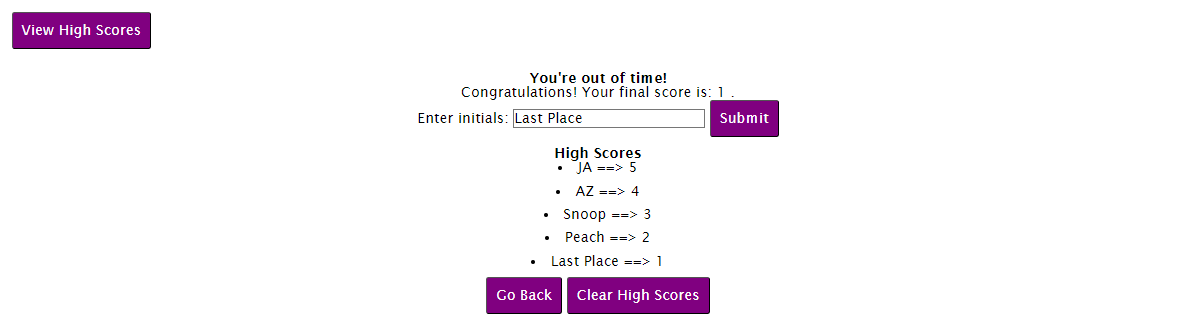 View High Scores
You're out of time!
Congratulations! Your final score is: 1 .
Enter initials: Last Place Submit
High Scores
• JA ==> 5
• AZ ==> 4
• Snoop ==> 3
• Peach ==> 2
• Last Place ==> 1
Go Back Clear High Scores